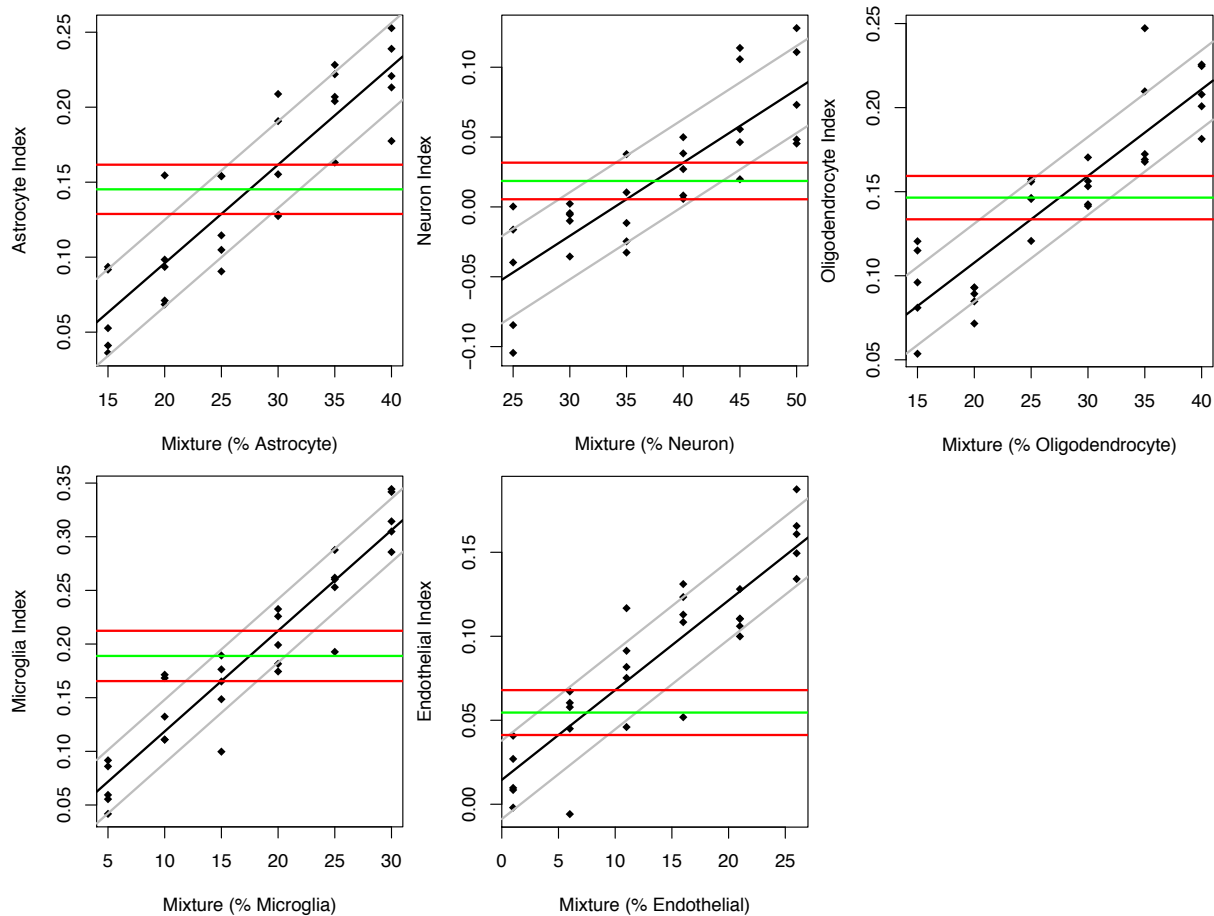 Astrocyte Index
0.05 0.10 0.15 0.20 0.25
15 20 25 30 35 40
Mixture (% Astrocyte)
Neuron Index
−0.10 −0.05 0.00 0.05 0.10
25 30 35 40 45 50
Mixture (% Neuron)
Oligodendrocyte Index
0.05 0.10 0.15 0.20 0.25
15 20 25 30 35 40
Mixture (% Oligodendrocyte)
Microglia Index
0.05 0.10 0.15 0.20 0.25 0.30 0.35
5 10 15 20 25 30
Mixture (% Microglia)
Endothelial Index
0.00 0.05 0.10 0.15
0 5 10 15 20 25
Mixture (% Endothelial)